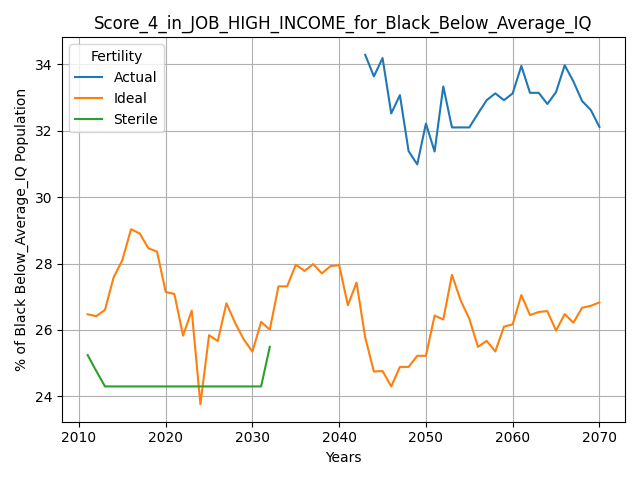 Score_4_in_JOB_HIGH_INCOME_for_Black_Below_Average_IQ
Fertility
Actual
Ideal
Sterile
% of Black Below_Average_IQ Population
34
32
30
28
26
24
2010 2020 2030 2040 2050 2060 2070
Years